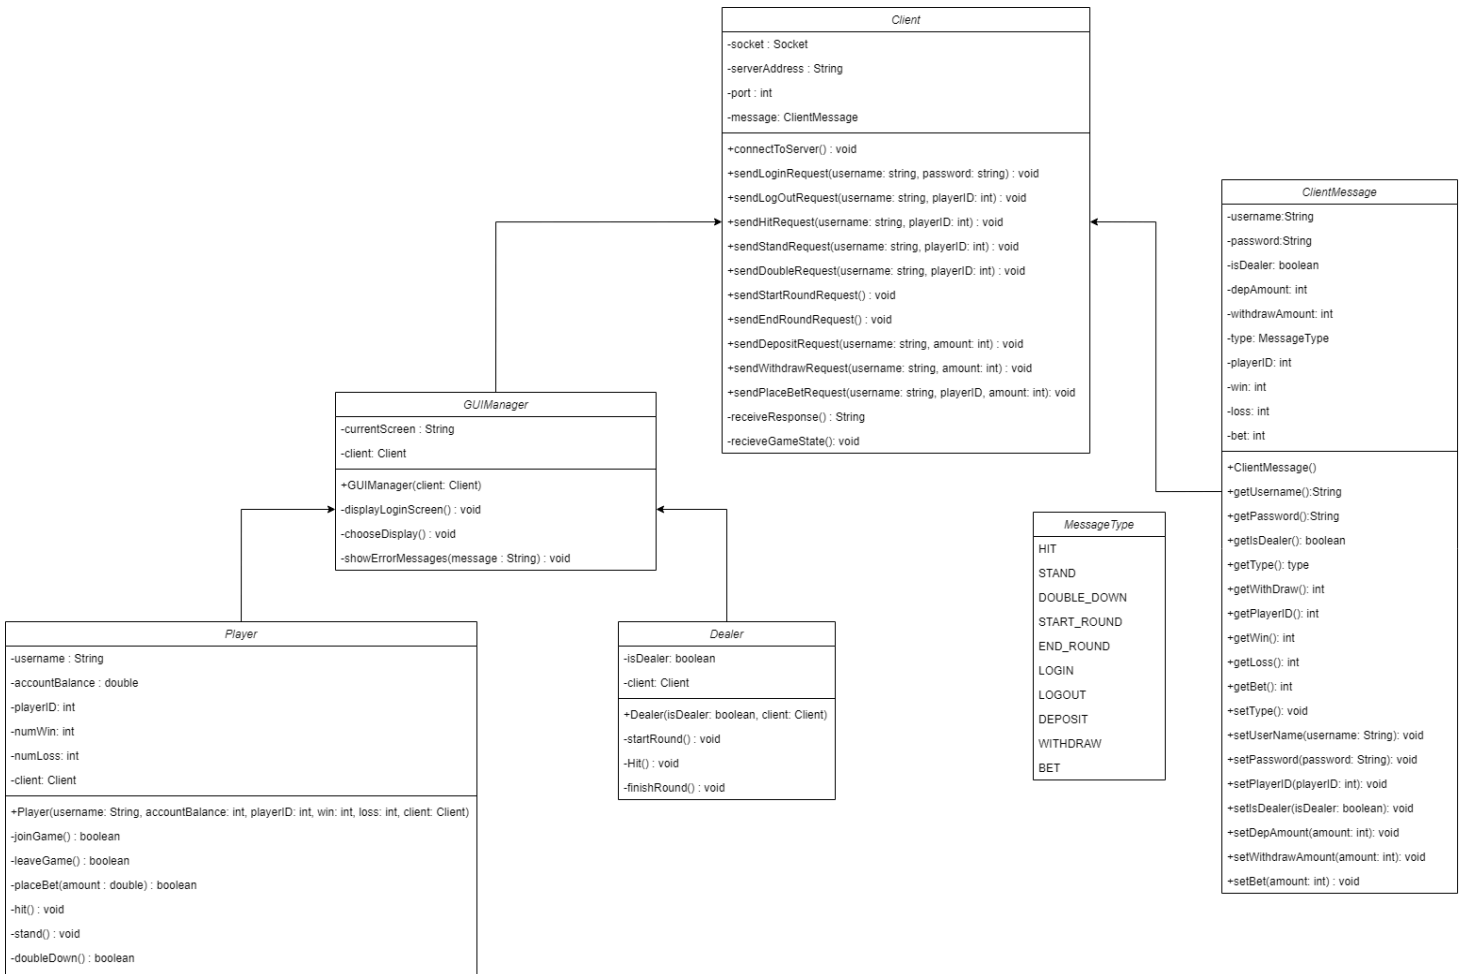 Client
-socket : Socket
-serverAddress : String
-port : int
-message: ClientMessage
+connectToServer() : void
+sendLoginRequest(username: string, password: string) : void
+sendLogOutRequest(username: string, playerID: int) : void
+sendHitRequest(username: string, playerID: int) : void
+sendStandRequest(username: string, playerID: int) : void
+sendDoubleRequest(username: string, playerID: int) : void
+sendStartRoundRequest() : void
+sendEndRoundRequest() : void
+sendDepositRequest(username: string, amount: int) : void
+sendWithdrawRequest(username: string, amount: int) : void
+sendPlaceBetRequest(username: string, playerID, amount: int): void
-receiveResponse() : String
-recieveGameState(): void
ClientMessage
-username:String
-password:String
-isDealer: boolean
-depAmount: int
-withdrawAmount: int
-type: MessageType
-playerID: int
-win: int
-loss: int
-bet: int
+ClientMessage()
+getUsername():String
+getPassword():String
+getIsDealer(): boolean
+getType(): type
+getWithDraw(): int
+getPlayerID(): int
+getWin(): int
+getLoss(): int
+getBet(): int
+setType(): void
+setUserName(username: String): void
+setPassword(password: String): void
+setPlayerID(playerID: int): void
+setIsDealer(isDealer: boolean): void
+setDepAmount(amount: int): void
+setWithdrawAmount(amount: int): void
+setBet(amount: int) : void
GUIManager
-currentScreen : String
-client: Client
+GUIManager(client: Client)
-displayLoginScreen() : void
-chooseDisplay() : void
-showErrorMessages(message : String) : void
MessageType
HIT
STAND
DOUBLE_DOWN
START_ROUND
END_ROUND
LOGIN
LOGOUT
DEPOSIT
WITHDRAW
BET
Player
-username : String
-accountBalance : double
-playerID: int
-numWin: int
-numLoss: int
-client: Client
+Player(username: String, accountBalance: int, playerID: int, win: int, loss: int, client: Client)
-joinGame() : boolean
-leaveGame() : boolean
-placeBet(amount : double) : boolean
-hit() : void
-stand() : void
-doubleDown() : boolean
Dealer
-isDealer: boolean
-client: Client
+Dealer(isDealer: boolean, client: Client)
-startRound() : void
-Hit() : void
-finishRound() : void